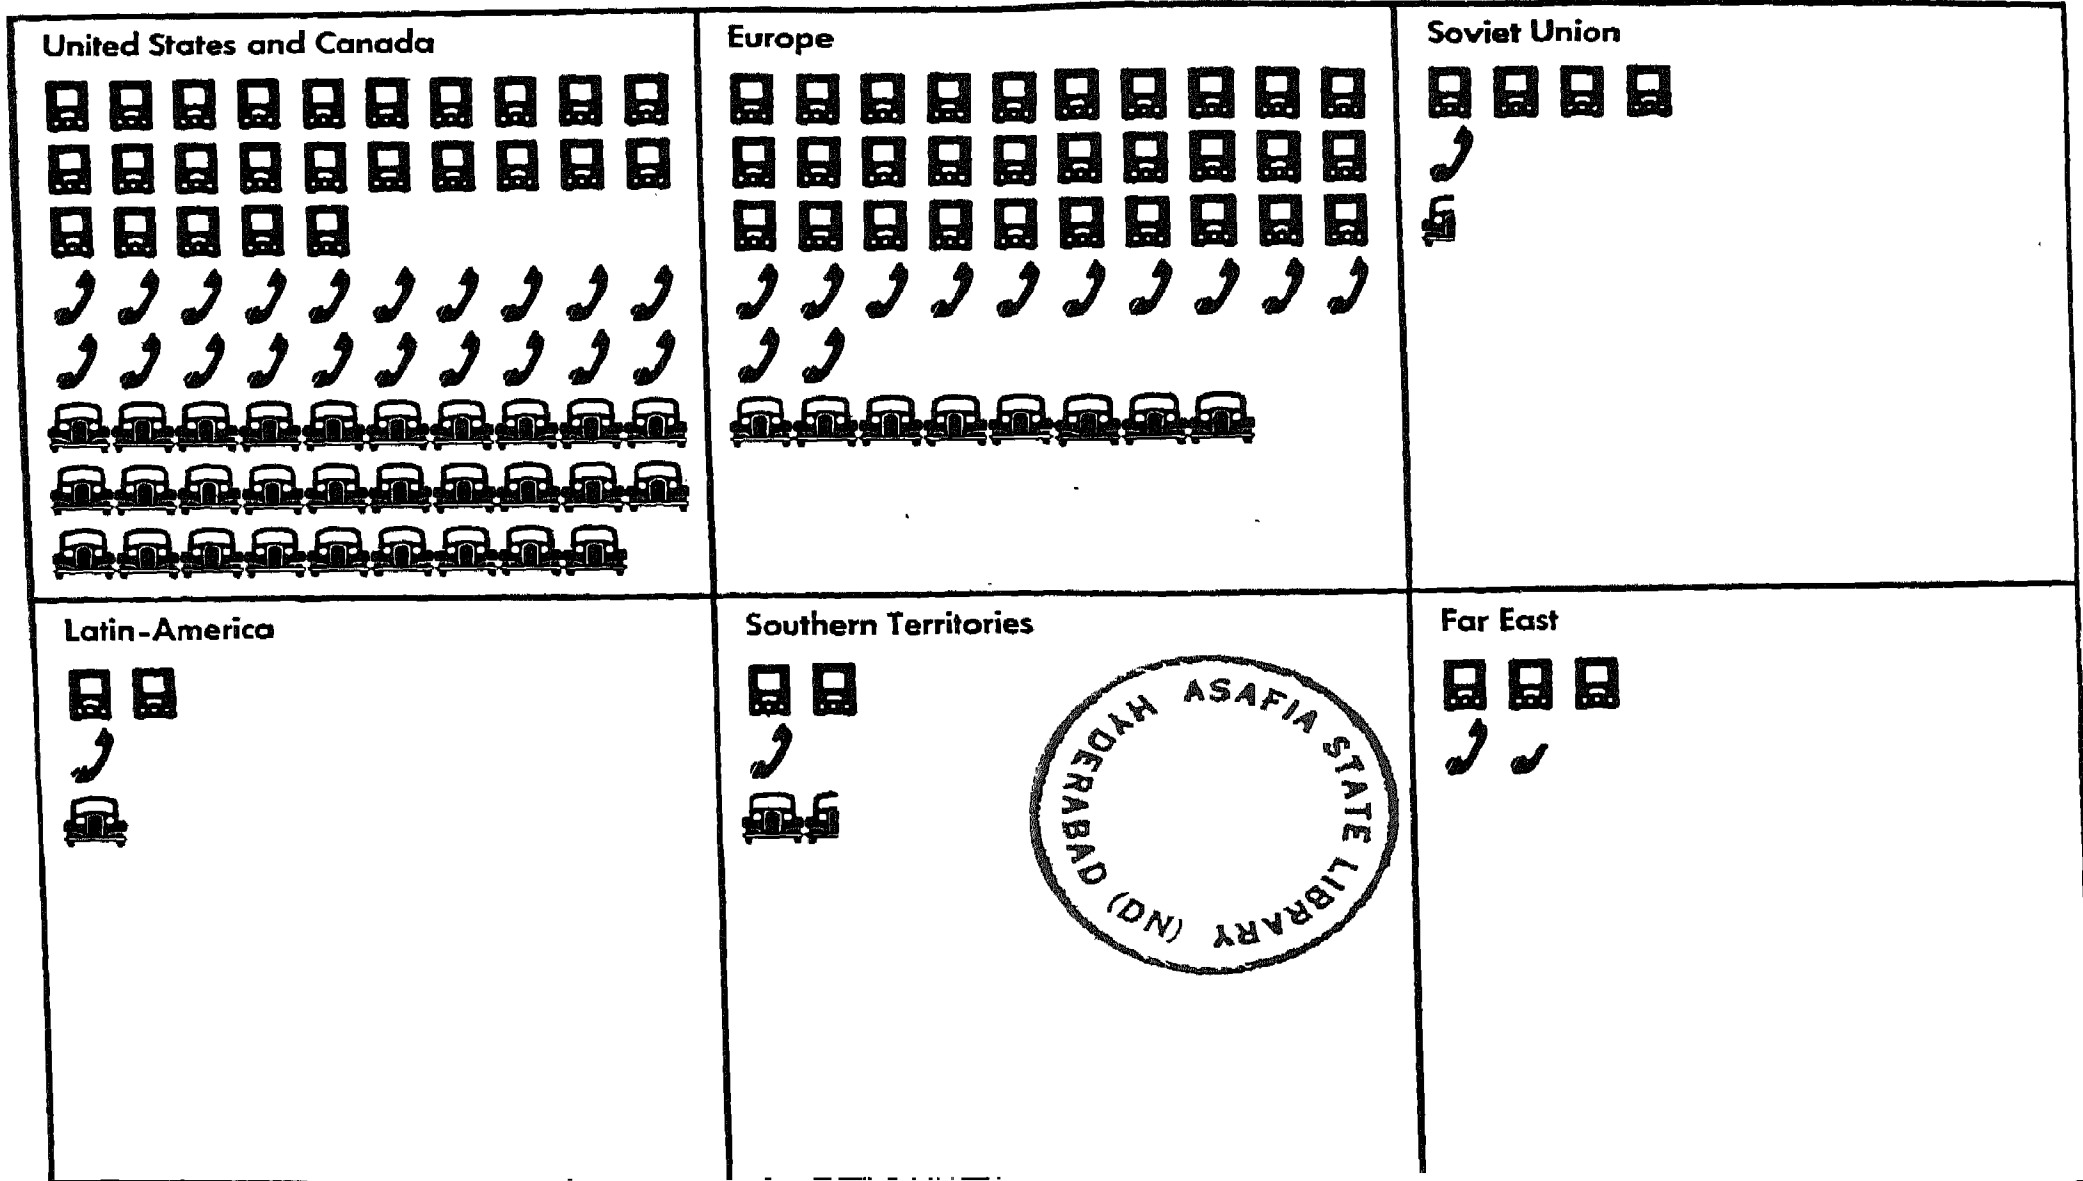 United States and Canada
Europe
Soviet Union
Latin-America
Southern Territories
Far East
ASAFIA STATE LIBRARY
HYDERABAD (DN)